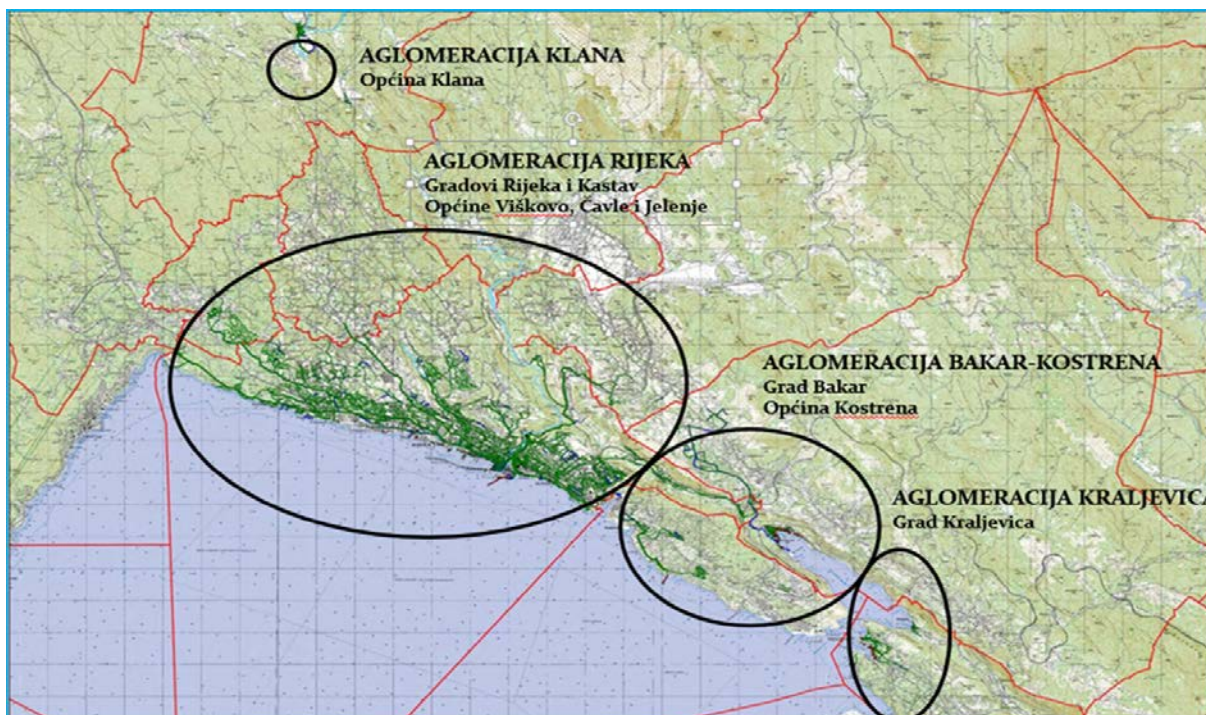 AGLOMERACIJA KLANA
Općina Klana
AGLOMERACIJA RIJEKA
Gradovi Rijeka i Kastav
Općine Viškovo, Čavle i Jelenje
AGLOMERACIJA BAKAR-KOSTRENA
Grad Bakar
Općina Kostrena
AGLOMERACIJA KRALJEVICA
Grad Kraljevica